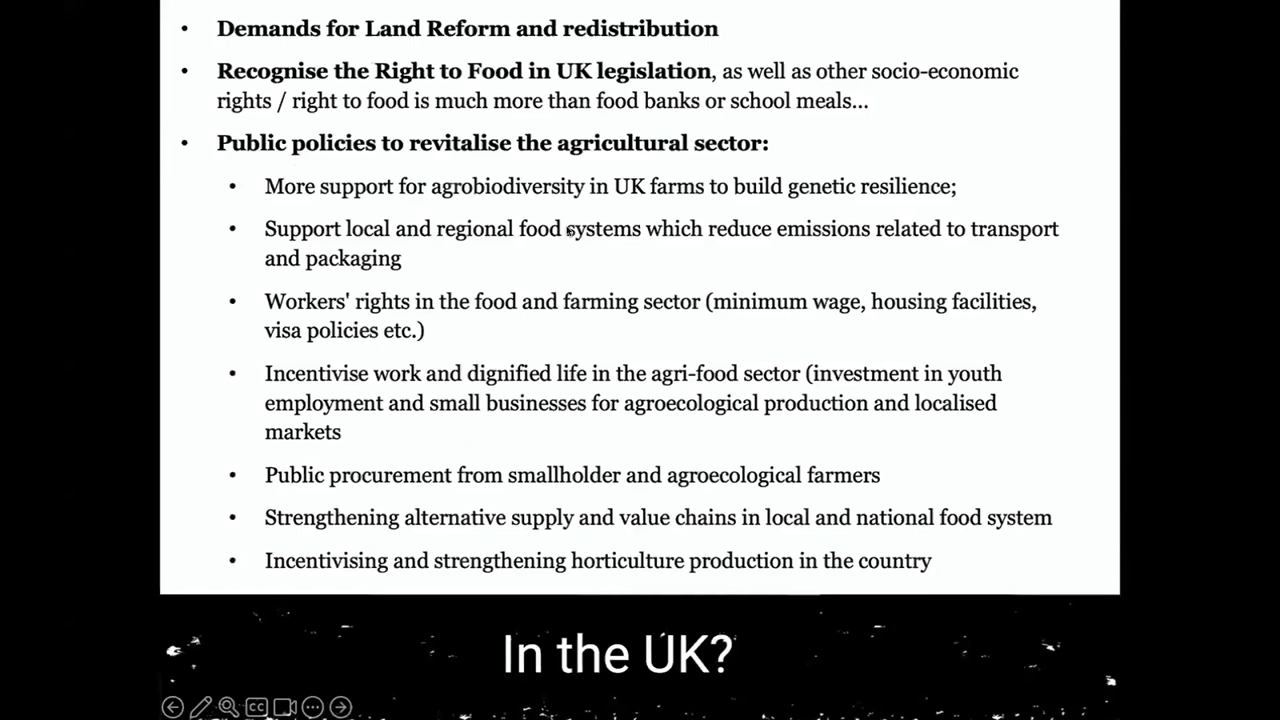 • Demands for Land Reform and redistribution
• Recognise the Right to Food in UK legislation, as well as other socio-economic
rights / right to food is much more than food banks or school meals...
• Public policies to revitalise the agricultural sector:
• More support for agrobiodiversity in UK farms to build genetic resilience;
• Support local and regional food systems which reduce emissions related to transport
and packaging
• Workers' rights in the food and farming sector (minimum wage, housing facilities,
visa policies etc.)
• Incentivise work and dignified life in the agri-food sector (investment in youth
employment and small businesses for agroecological production and localised
markets
• Public procurement from smallholder and agroecological farmers
• Strengthening alternative supply and value chains in local and national food system
• Incentivising and strengthening horticulture production in the country
In the UK?
CC